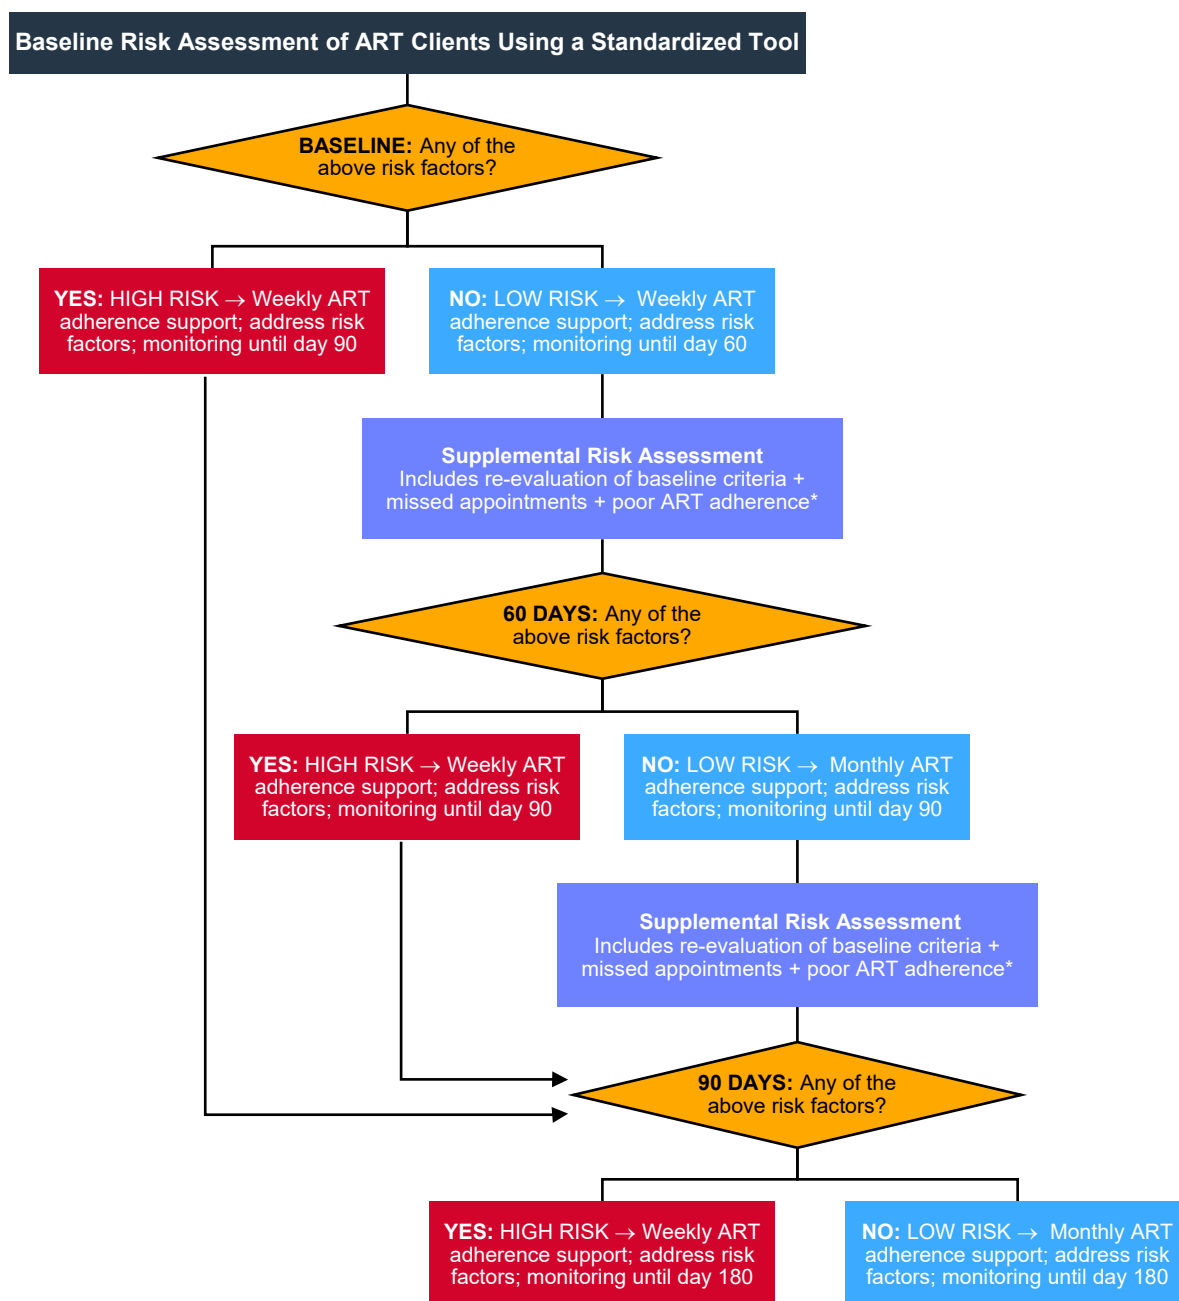 Baseline Risk Assessment of ART Clients Using a Standardized Tool
BASELINE: Any of the
above risk factors?
YES: HIGH RISK → Weekly ART
adherence support; address risk
factors; monitoring until day 90
NO: LOW RISK → Weekly ART
adherence support; address risk
factors; monitoring until day 60
Supplemental Risk Assessment
Includes re-evaluation of baseline criteria +
missed appointments + poor ART adherence*
60 DAYS: Any of the
above risk factors?
YES: HIGH RISK → Weekly ART
adherence support; address risk
factors; monitoring until day 90
NO: LOW RISK → Monthly ART
adherence support; address risk
factors; monitoring until day 90
Supplemental Risk Assessment
Includes re-evaluation of baseline criteria +
missed appointments + poor ART adherence*
90 DAYS: Any of the
above risk factors?
YES: HIGH RISK → Weekly ART
adherence support; address risk
factors; monitoring until day 180
NO: LOW RISK → Monthly ART
adherence support; address risk
factors; monitoring until day 180